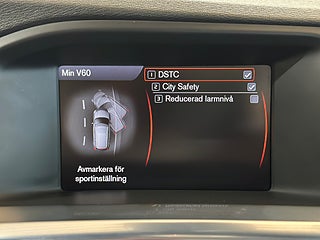 Min V60
1 DSTC
2 City Safety
3 Reducerad larmnivå
Avmarkera för
sportinställning